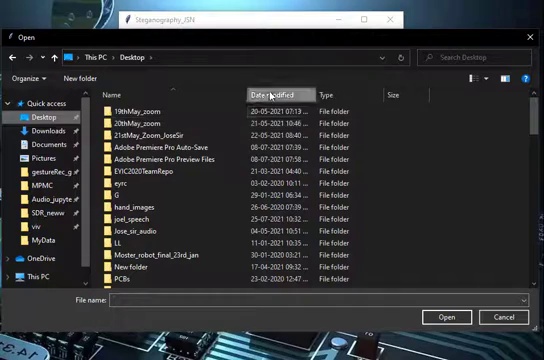 Steganography_JSN
Open
This PC > Desktop >
Search Desktop
Organize
New folder
Name
Date modified
Type
Size
Quick access
Desktop
Downloads
Documents
Pictures
gestureRec_g
MPMC
Audio_jupyte
SDR_neww
viv
MyData
OneDrive
This PC
19thMay_zoom 20-05-2021 07:13 ... File folder
20thMay_zoom 21-05-2021 10:46 ... File folder
21stMay_Zoom_JoseSir 22-05-2021 08:40 ... File folder
Adobe Premiere Pro Auto-Save 08-07-2021 07:39 ... File folder
Adobe Premiere Pro Preview Files 08-07-2021 07:58 ... File folder
EYIC2020TeamRepo 21-03-2021 04:40 ... File folder
eyrc 03-02-2020 10:11 ... File folder
G 29-01-2021 06:34 ... File folder
hand_images 26-06-2020 07:39 ... File folder
joel_speech 25-07-2021 10:32 ... File folder
Jose_sir_audio 04-05-2021 10:51 ... File folder
LL 11-01-2021 10:35 ... File folder
Moster_robot_final_23rd_jan 30-01-2020 03:21 ... File folder
New folder 17-04-2021 09:32 ... File folder
PCBs 23-02-2020 12:47 ... File folder
File name:
Open
Cancel